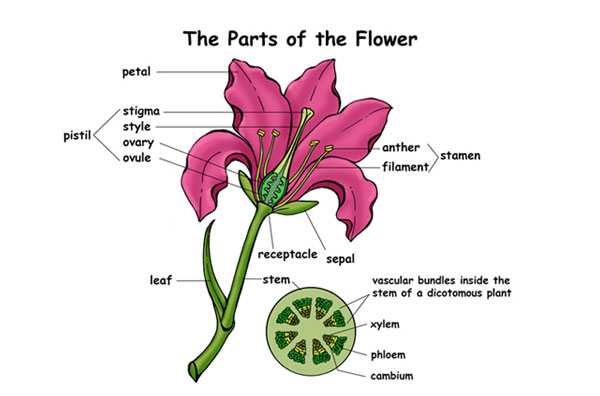 The Parts of the Flower
petal
stigma
style
pistil
ovary
ovule
anther
filament
stamen
receptacle
sepal
leaf
stem
vascular bundles inside the
stem of a dicotomous plant
xylem
phloem
cambium